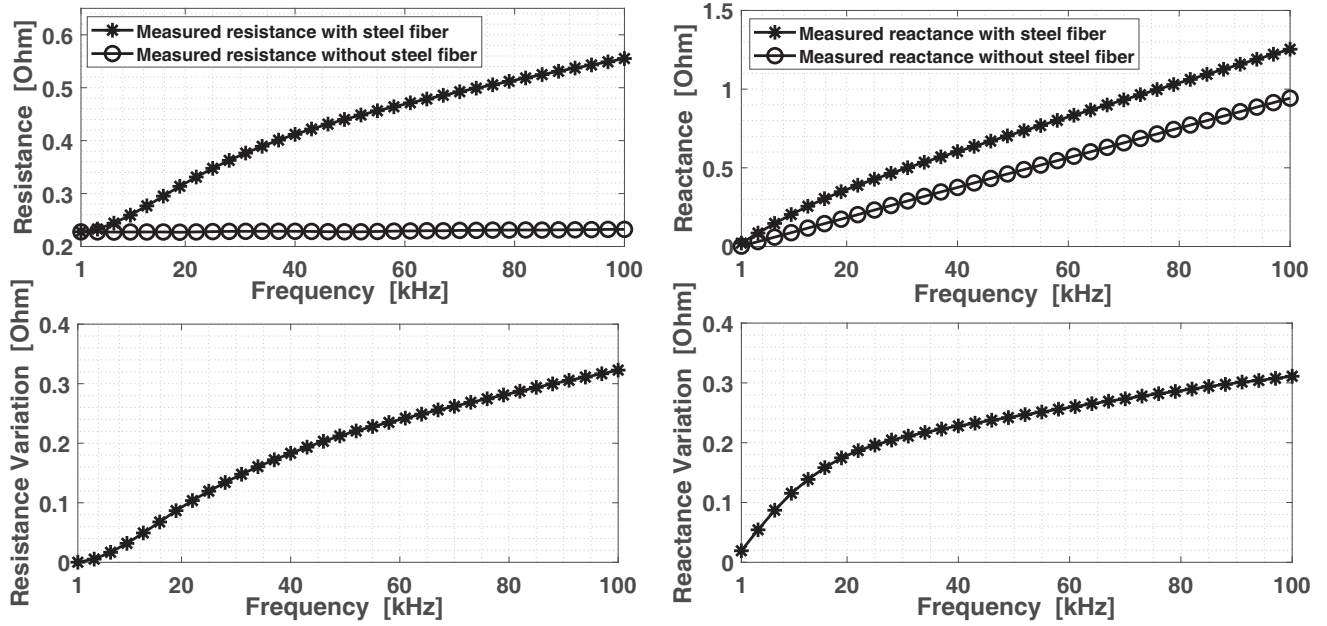 Resistance [Ohm]
0.6
0.5
0.4
0.3
0.2
Measured resistance with steel fiber
Measured resistance without steel fiber
1 20 40 60 80 100
Frequency [kHz]
Reactance [Ohm]
1.5
1
0.5
0
Measured reactance with steel fiber
Measured reactance without steel fiber
1 20 40 60 80 100
Frequency [kHz]
Resistance Variation [Ohm]
0.4
0.3
0.2
0.1
0
1 20 40 60 80 100
Frequency [kHz]
Reactance Variation [Ohm]
0.4
0.3
0.2
0.1
0
1 20 40 60 80 100
Frequency [kHz]